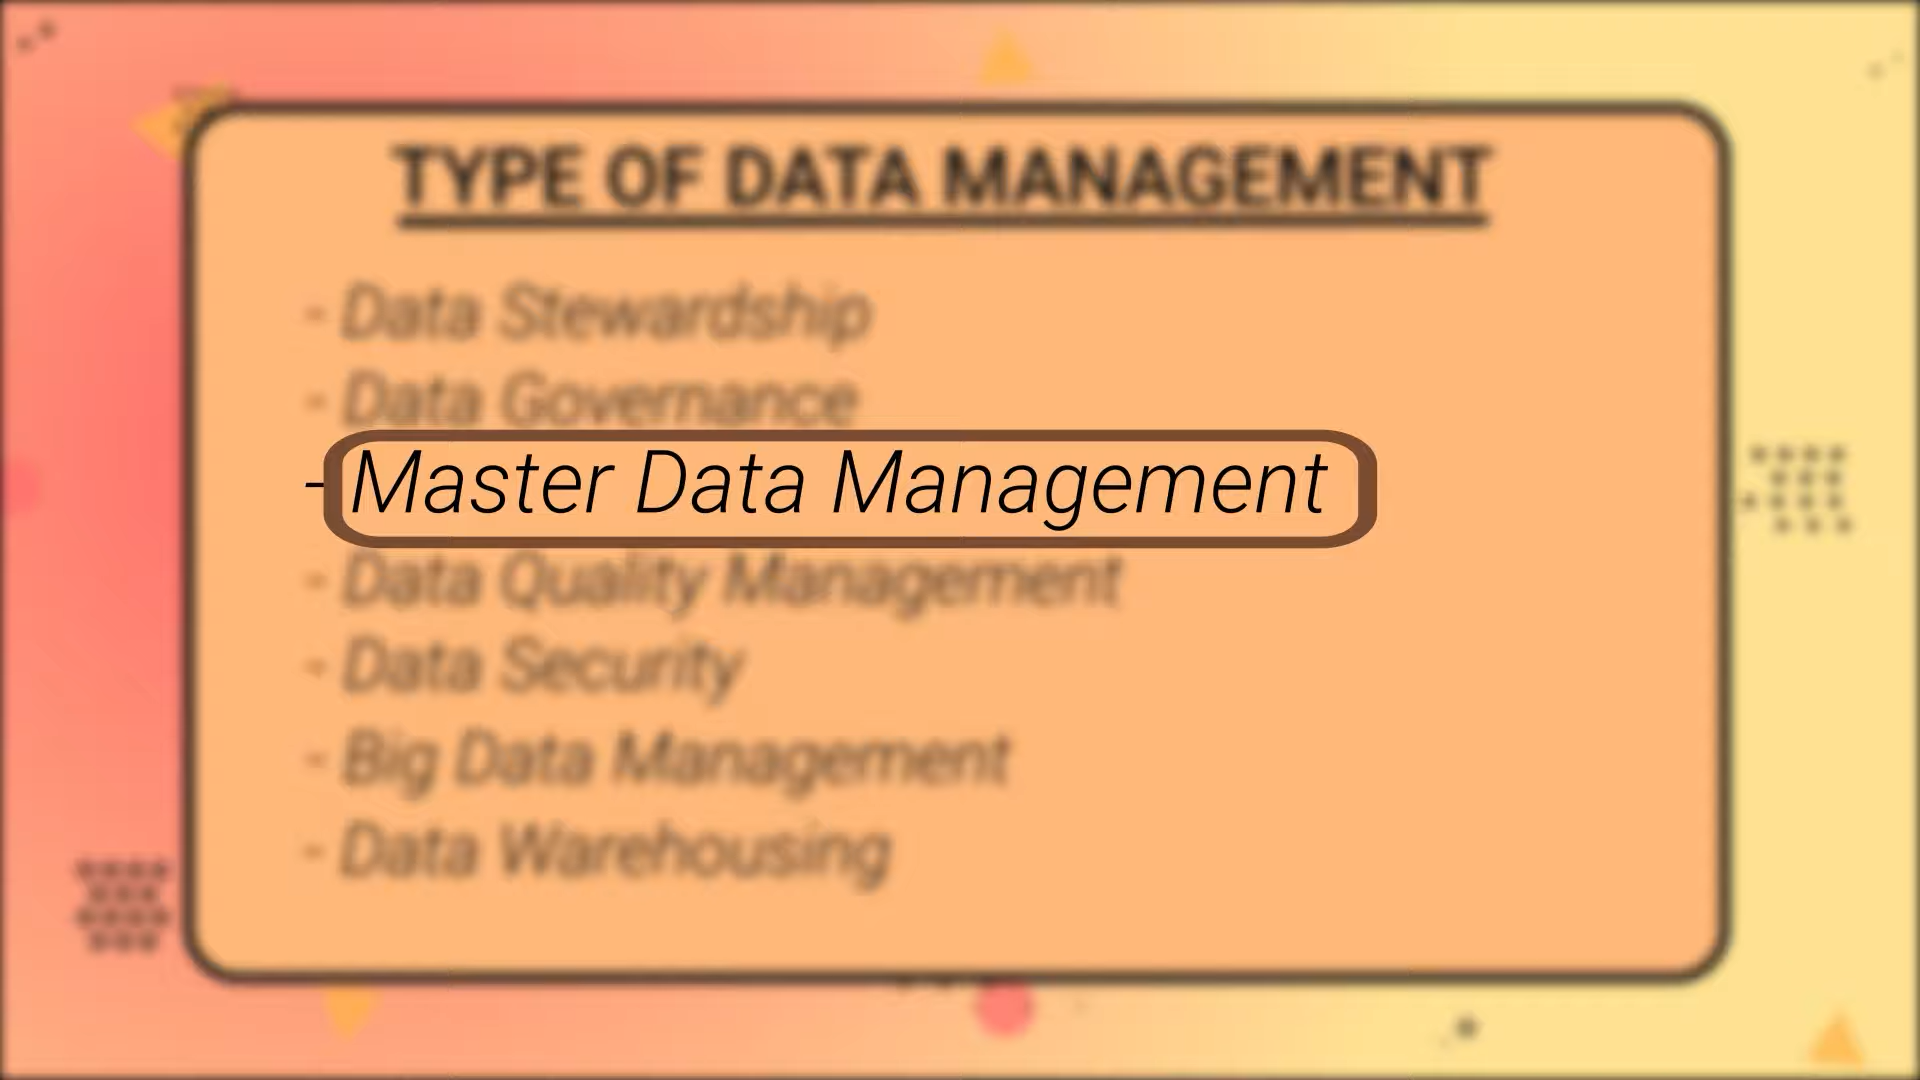 TYPE OF DATA MANAGEMENT
- Data Stewardship
- Data Governance
- Master Data Management
- Data Quality Management
- Data Security
- Big Data Management
- Data Warehousing